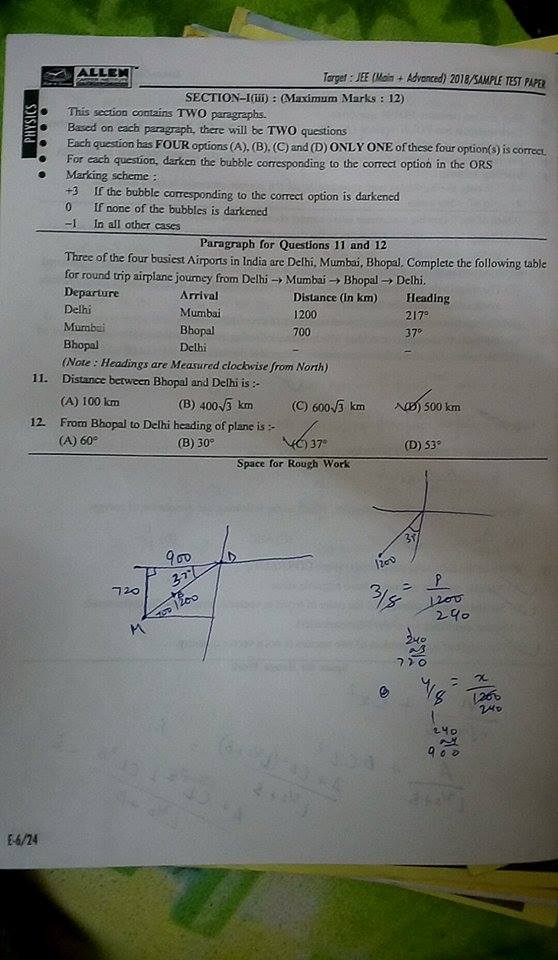 ALLEN
Target : JEE (Main + Advanced) 2018/SAMPLE TEST PAPER
PHYSICS
SECTION–I(iii) : (Maximum Marks : 12)
• This section contains TWO paragraphs.
• Based on each paragraph, there will be TWO questions
• Each question has FOUR options (A), (B), (C) and (D) ONLY ONE of these four option(s) is correct.
• For each question, darken the bubble corresponding to the correct option in the ORS
• Marking scheme :
+3 If the bubble corresponding to the correct option is darkened
0 If none of the bubbles is darkened
–1 In all other cases
Paragraph for Questions 11 and 12
Three of the four busiest Airports in India are Delhi, Mumbai, Bhopal. Complete the following table
for round trip airplane journey from Delhi → Mumbai → Bhopal → Delhi.
Departure Arrival Distance (in km) Heading
Delhi Mumbai 1200 217°
Mumbai Bhopal 700 37°
Bhopal Delhi – –
(Note : Headings are Measured clockwise from North)
11. Distance between Bhopal and Delhi is :-
(A) 100 km (B) 400√3 km (C) 600√3 km (D) 500 km
12. From Bhopal to Delhi heading of plane is :-
(A) 60° (B) 30° (C) 37° (D) 53°
Space for Rough Work
900 D
37
720
1200
700
M
37
1200
3/5 = P/1200
240
240
×3
720
4/5 = x/1200
240
240
×4
900
E-6/24